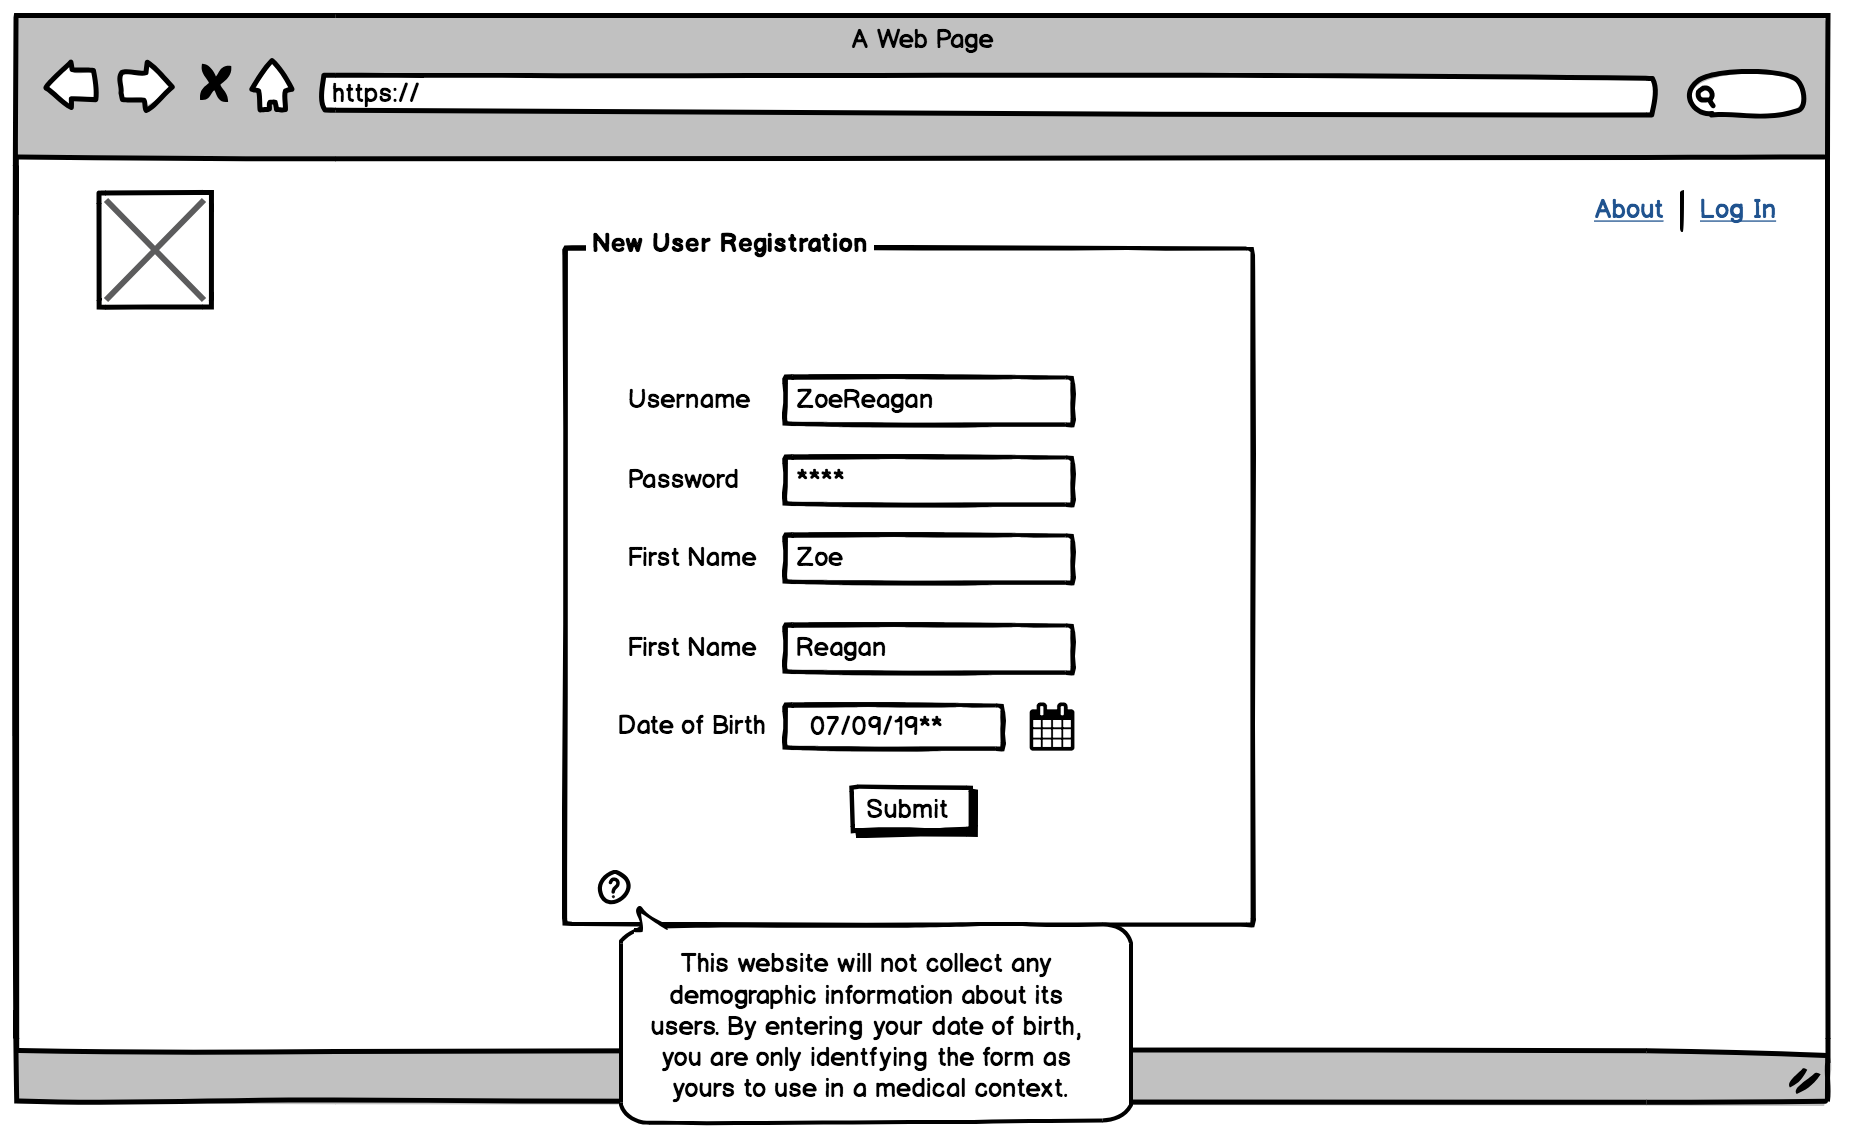 A Web Page
https://
About
Log In
New User Registration
Username
ZoeReagan
Password
****
First Name
Zoe
First Name
Reagan
Date of Birth
07/09/19**
Submit
?
This website will not collect any
demographic information about its
users. By entering your date of birth,
you are only identfying the form as
yours to use in a medical context.